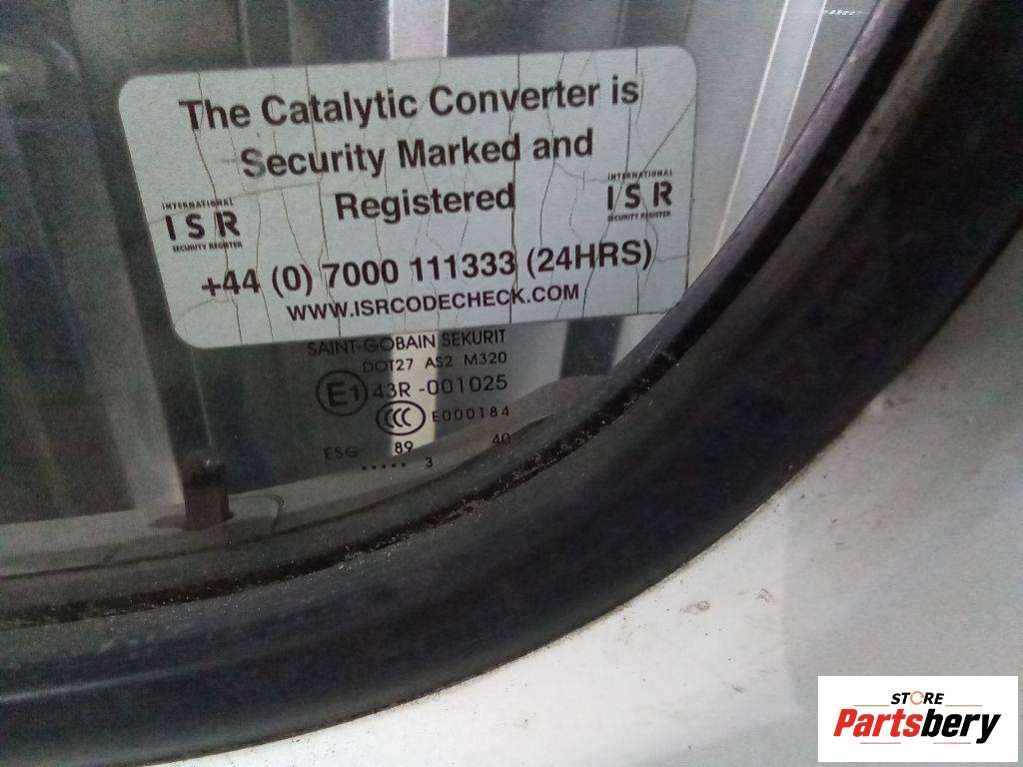 The Catalytic Converter is
Security Marked and
Registered
INTERNATIONAL
ISR
SECURITY REGISTER
INTERNATIONAL
ISR
SECURITY REGISTER
+44 (0) 7000 111333 (24HRS)
WWW.ISRCODECHECK.COM
SAINT-GOBAIN SEKURIT
DOT27 AS2 M320
E1 43R-001025
CCC E000184
ESG 89 40
..... 3
STORE
Partsbery